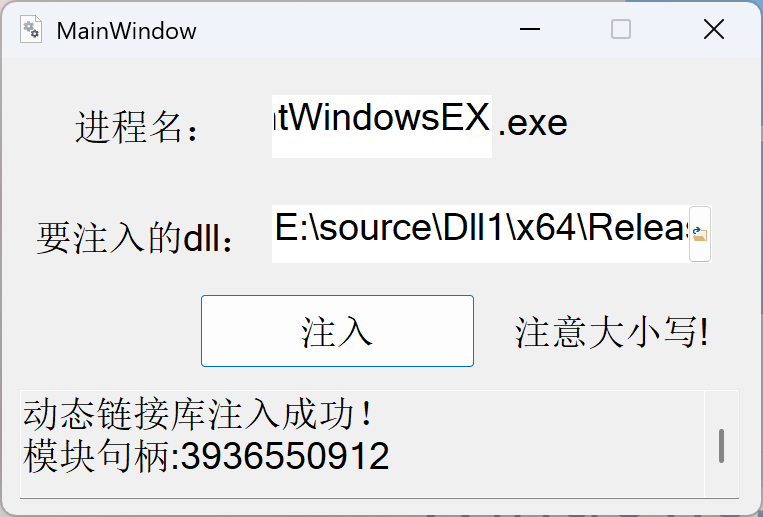 MainWindow
进程名：
ntWindowsEX .exe
要注入的dll：
E:\source\Dll1\x64\Releas
注入
注意大小写!
动态链接库注入成功！
模块句柄:3936550912